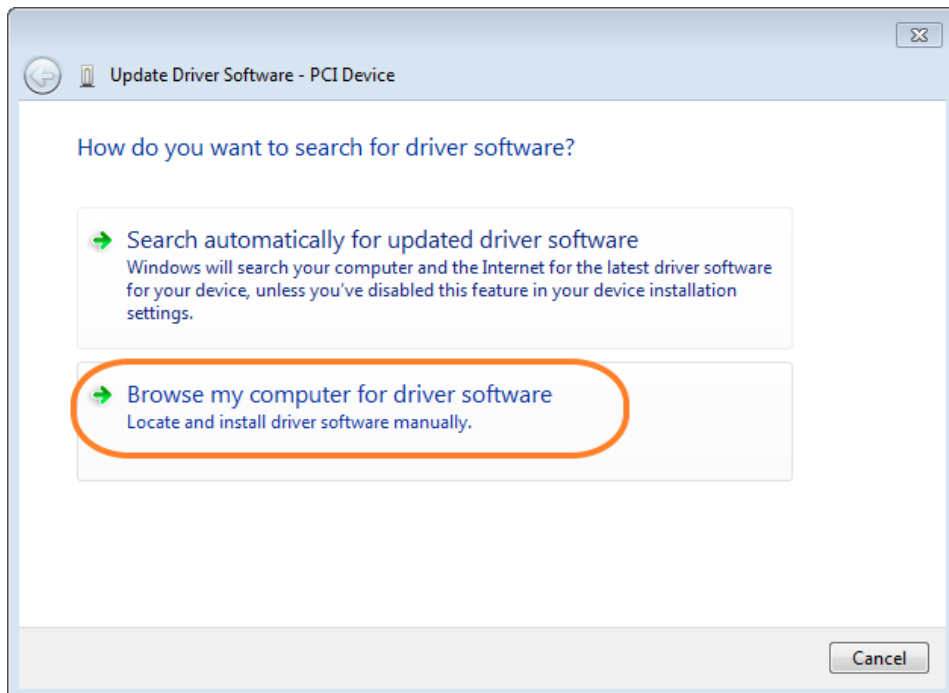 Update Driver Software - PCI Device
How do you want to search for driver software?
Search automatically for updated driver software
Windows will search your computer and the Internet for the latest driver software
for your device, unless you've disabled this feature in your device installation
settings.
Browse my computer for driver software
Locate and install driver software manually.
Cancel